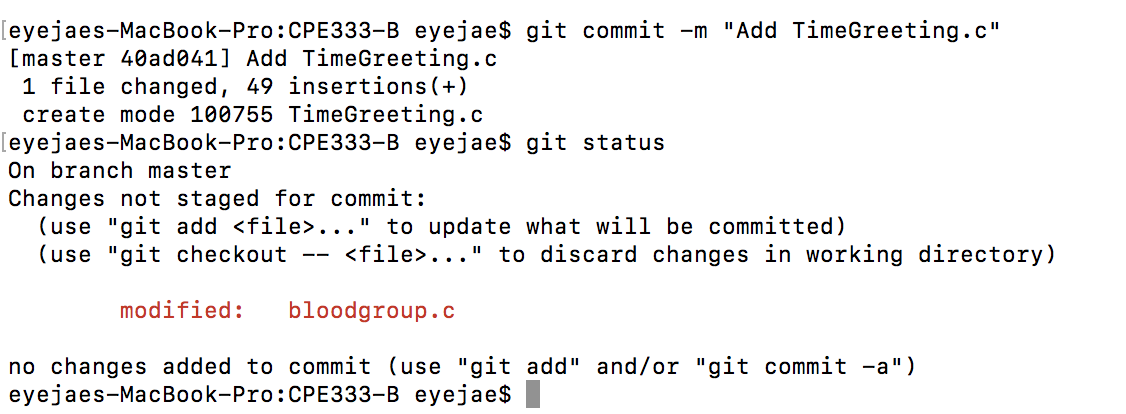 [eyejaes-MacBook-Pro:CPE333-B eyejae$ git commit -m "Add TimeGreeting.c"
[master 40ad041] Add TimeGreeting.c
 1 file changed, 49 insertions(+)
 create mode 100755 TimeGreeting.c
[eyejaes-MacBook-Pro:CPE333-B eyejae$ git status
On branch master
Changes not staged for commit:
  (use "git add <file>..." to update what will be committed)
  (use "git checkout -- <file>..." to discard changes in working directory)
        modified:   bloodgroup.c
no changes added to commit (use "git add" and/or "git commit -a")
eyejaes-MacBook-Pro:CPE333-B eyejae$